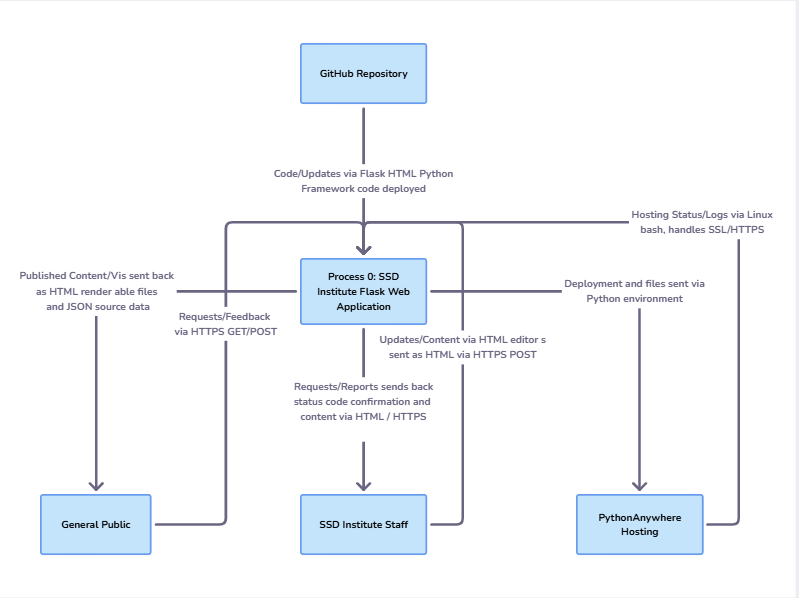 GitHub Repository
Code/Updates via Flask HTML Python
Framework code deployed
Hosting Status/Logs via Linux
bash, handles SSL/HTTPS
Published Content/Vis sent back
as HTML render able files
and JSON source data
Process 0: SSD
Institute Flask Web
Application
Deployment and files sent via
Python environment
Requests/Feedback
via HTTPS GET/POST
Updates/Content via HTML editor s
sent as HTML via HTTPS POST
Requests/Reports sends back
status code confirmation and
content via HTML / HTTPS
General Public
SSD Institute Staff
PythonAnywhere
Hosting